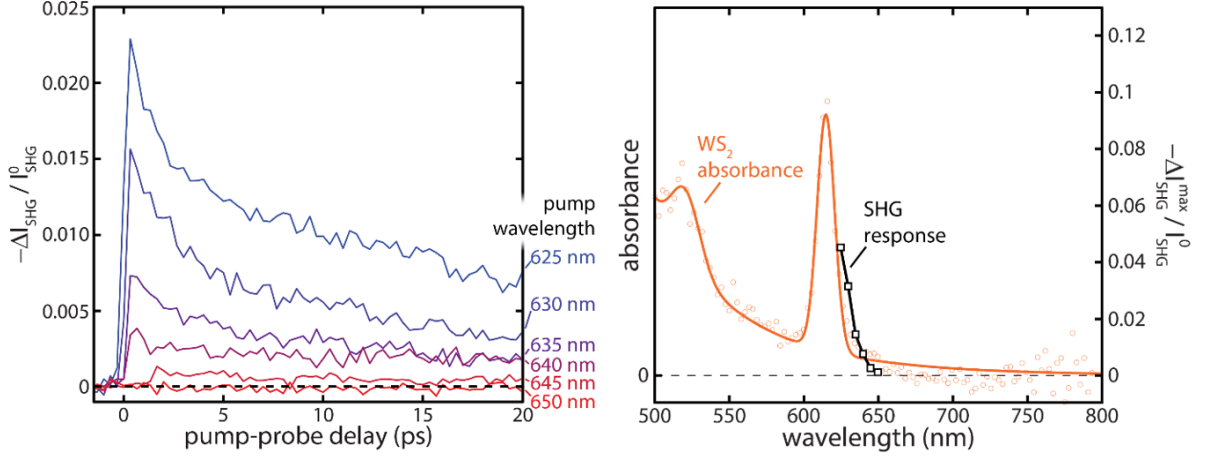 0.025
0.020
0.015
0.010
0.005
0
−ΔI_SHG / I⁰_SHG
0
5
10
15
20
pump-probe delay (ps)
pump
wavelength
625 nm
630 nm
635 nm
640 nm
645 nm
650 nm
absorbance
0
WS₂
absorbance
SHG
response
0.12
0.1
0.08
0.06
0.04
0.02
0
−ΔI^max_SHG / I⁰_SHG
500
550
600
650
700
750
800
wavelength (nm)